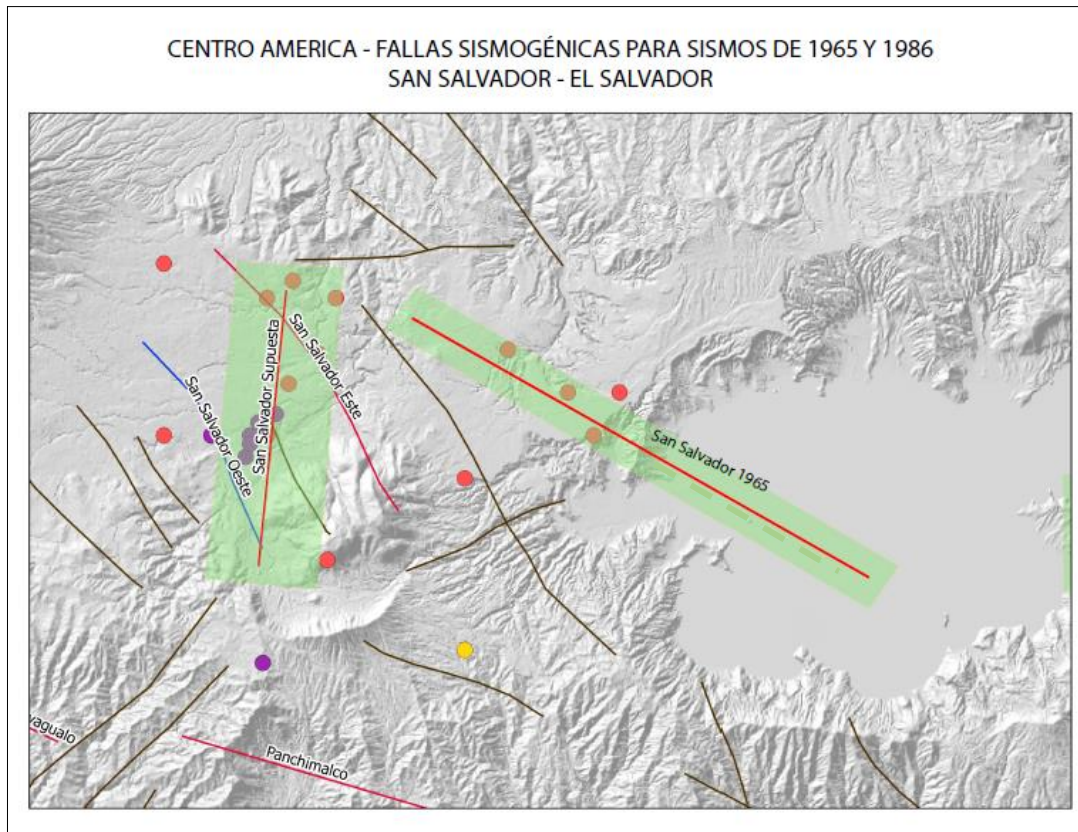 CENTRO AMERICA - FALLAS SISMOGÉNICAS PARA SISMOS DE 1965 Y 1986
SAN SALVADOR - EL SALVADOR
San Salvador Supuesta
San Salvador Este
San Salvador Oeste
San Salvador 1965
Panchimalco